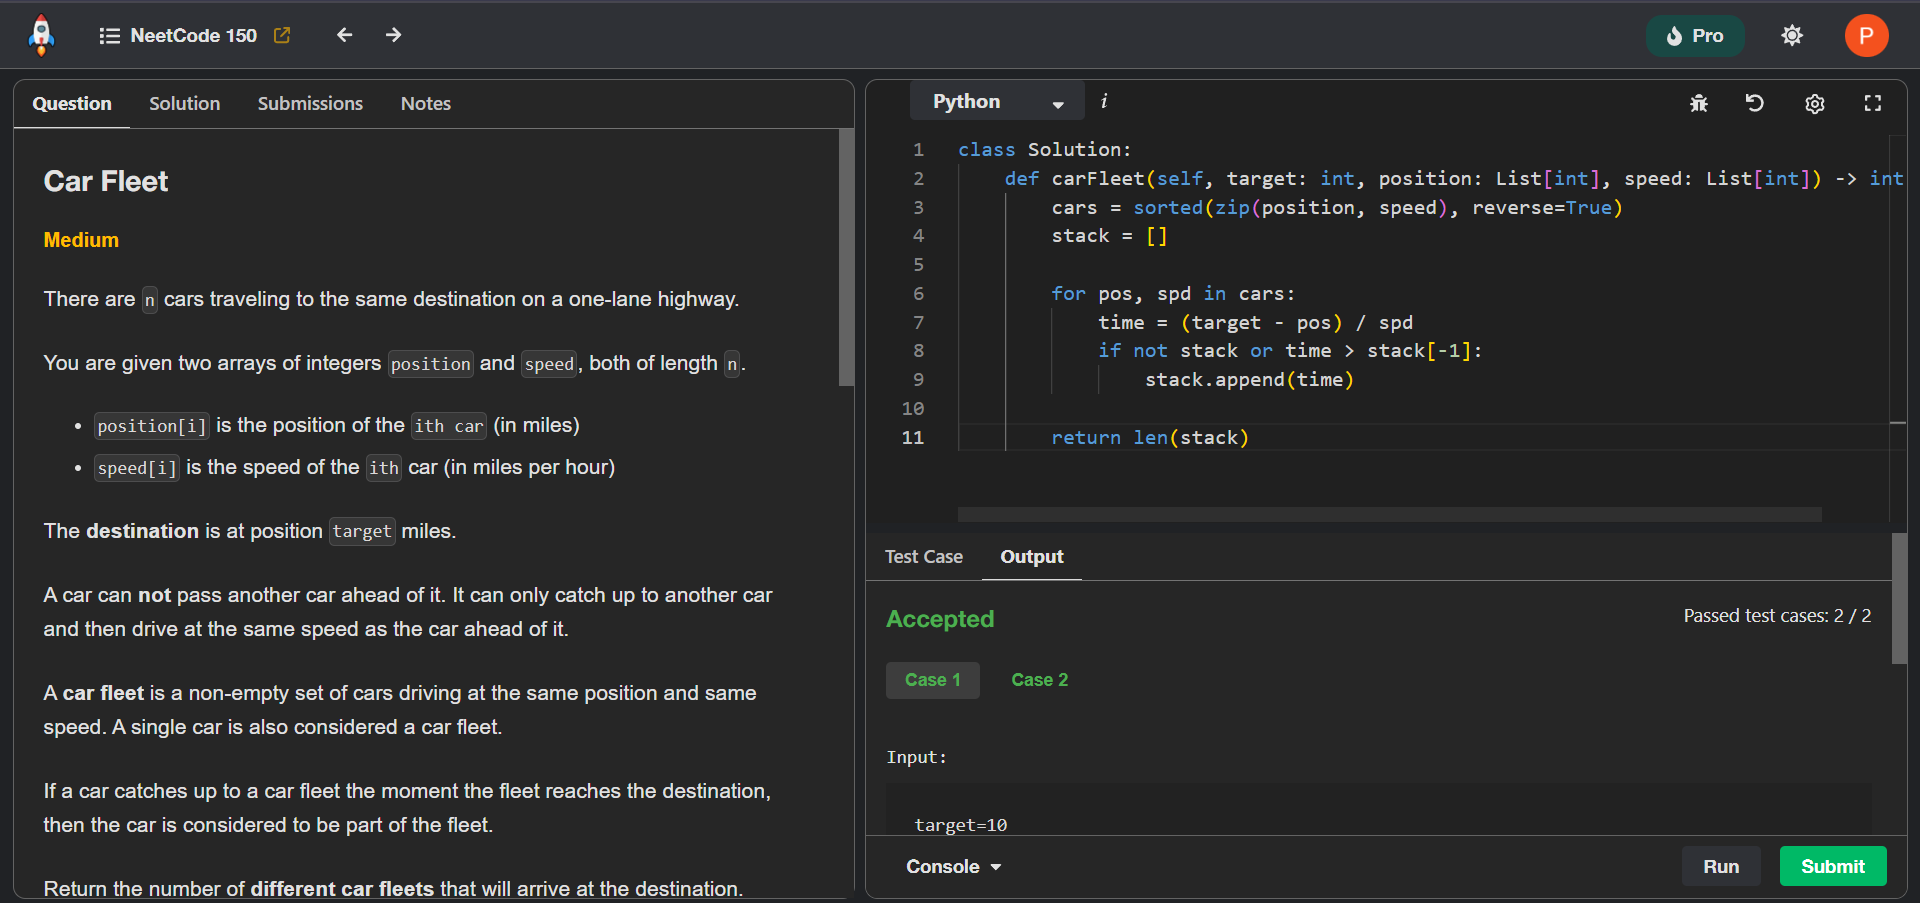 NeetCode 150
Pro
P
Question Solution Submissions Notes
Car Fleet
Medium
There are n cars traveling to the same destination on a one-lane highway.
You are given two arrays of integers position and speed, both of length n.
• position[i] is the position of the ith car (in miles)
• speed[i] is the speed of the ith car (in miles per hour)
The destination is at position target miles.
A car can not pass another car ahead of it. It can only catch up to another car
and then drive at the same speed as the car ahead of it.
A car fleet is a non-empty set of cars driving at the same position and same
speed. A single car is also considered a car fleet.
If a car catches up to a car fleet the moment the fleet reaches the destination,
then the car is considered to be part of the fleet.
Return the number of different car fleets that will arrive at the destination.
Python
i
1 class Solution:
2     def carFleet(self, target: int, position: List[int], speed: List[int]) -> int
3         cars = sorted(zip(position, speed), reverse=True)
4         stack = []
5
6         for pos, spd in cars:
7             time = (target - pos) / spd
8             if not stack or time > stack[-1]:
9                 stack.append(time)
10
11         return len(stack)
Test Case Output
Accepted
Passed test cases: 2 / 2
Case 1 Case 2
Input:
target=10
Console
Run Submit